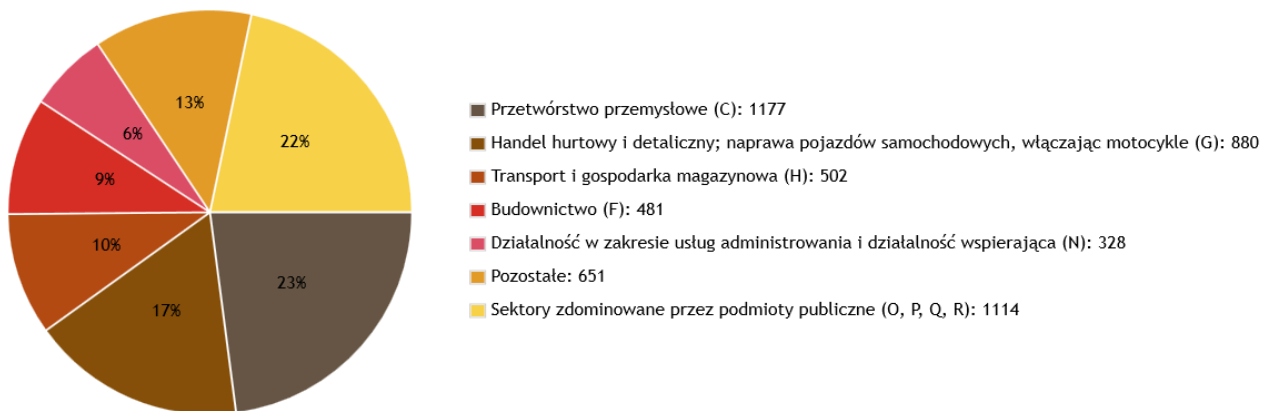 13%
22%
6%
9%
10%
17%
23%
Przetwórstwo przemysłowe (C): 1177
Handel hurtowy i detaliczny; naprawa pojazdów samochodowych, włączając motocykle (G): 880
Transport i gospodarka magazynowa (H): 502
Budownictwo (F): 481
Działalność w zakresie usług administrowania i działalność wspierająca (N): 328
Pozostałe: 651
Sektory zdominowane przez podmioty publiczne (O, P, Q, R): 1114